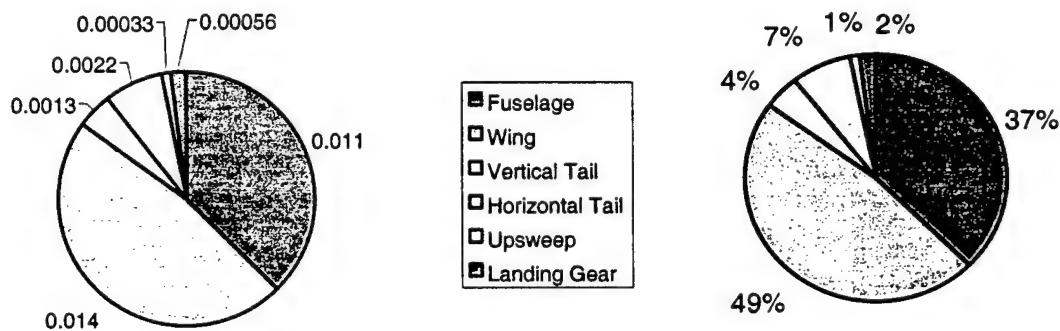 0.00033
0.00056
0.0022
0.0013
0.011
0.014
Fuselage
Wing
Vertical Tail
Horizontal Tail
Upsweep
Landing Gear
1%
2%
7%
4%
37%
49%